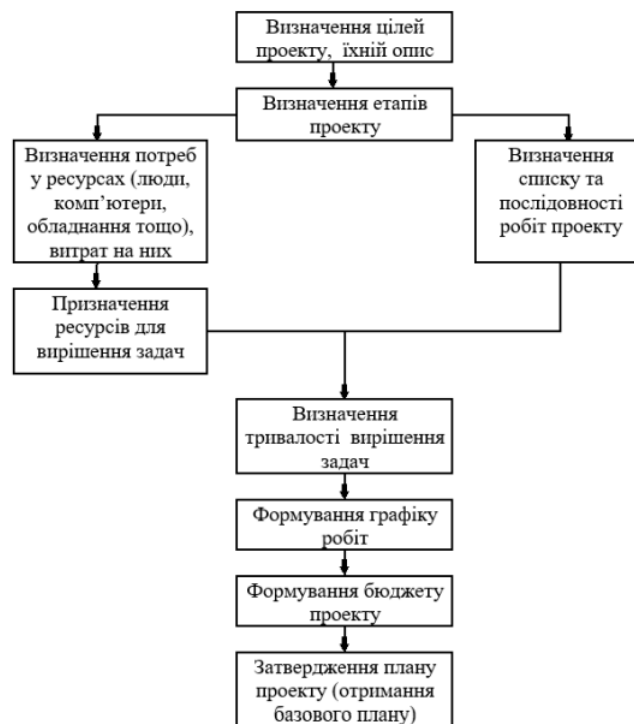 Визначення цілей
проекту,  їхній опис
Визначення етапів
проекту
Визначення потреб
у ресурсах (люди,
комп’ютери,
обладнання тощо),
витрат на них
Визначення
списку та
послідовності
робіт проекту
Призначення
ресурсів для
вирішення задач
Визначення
тривалості  вирішення
задач
Формування графіку
робіт
Формування бюджету
проекту
Затвердження плану
проекту (отримання
базового плану)